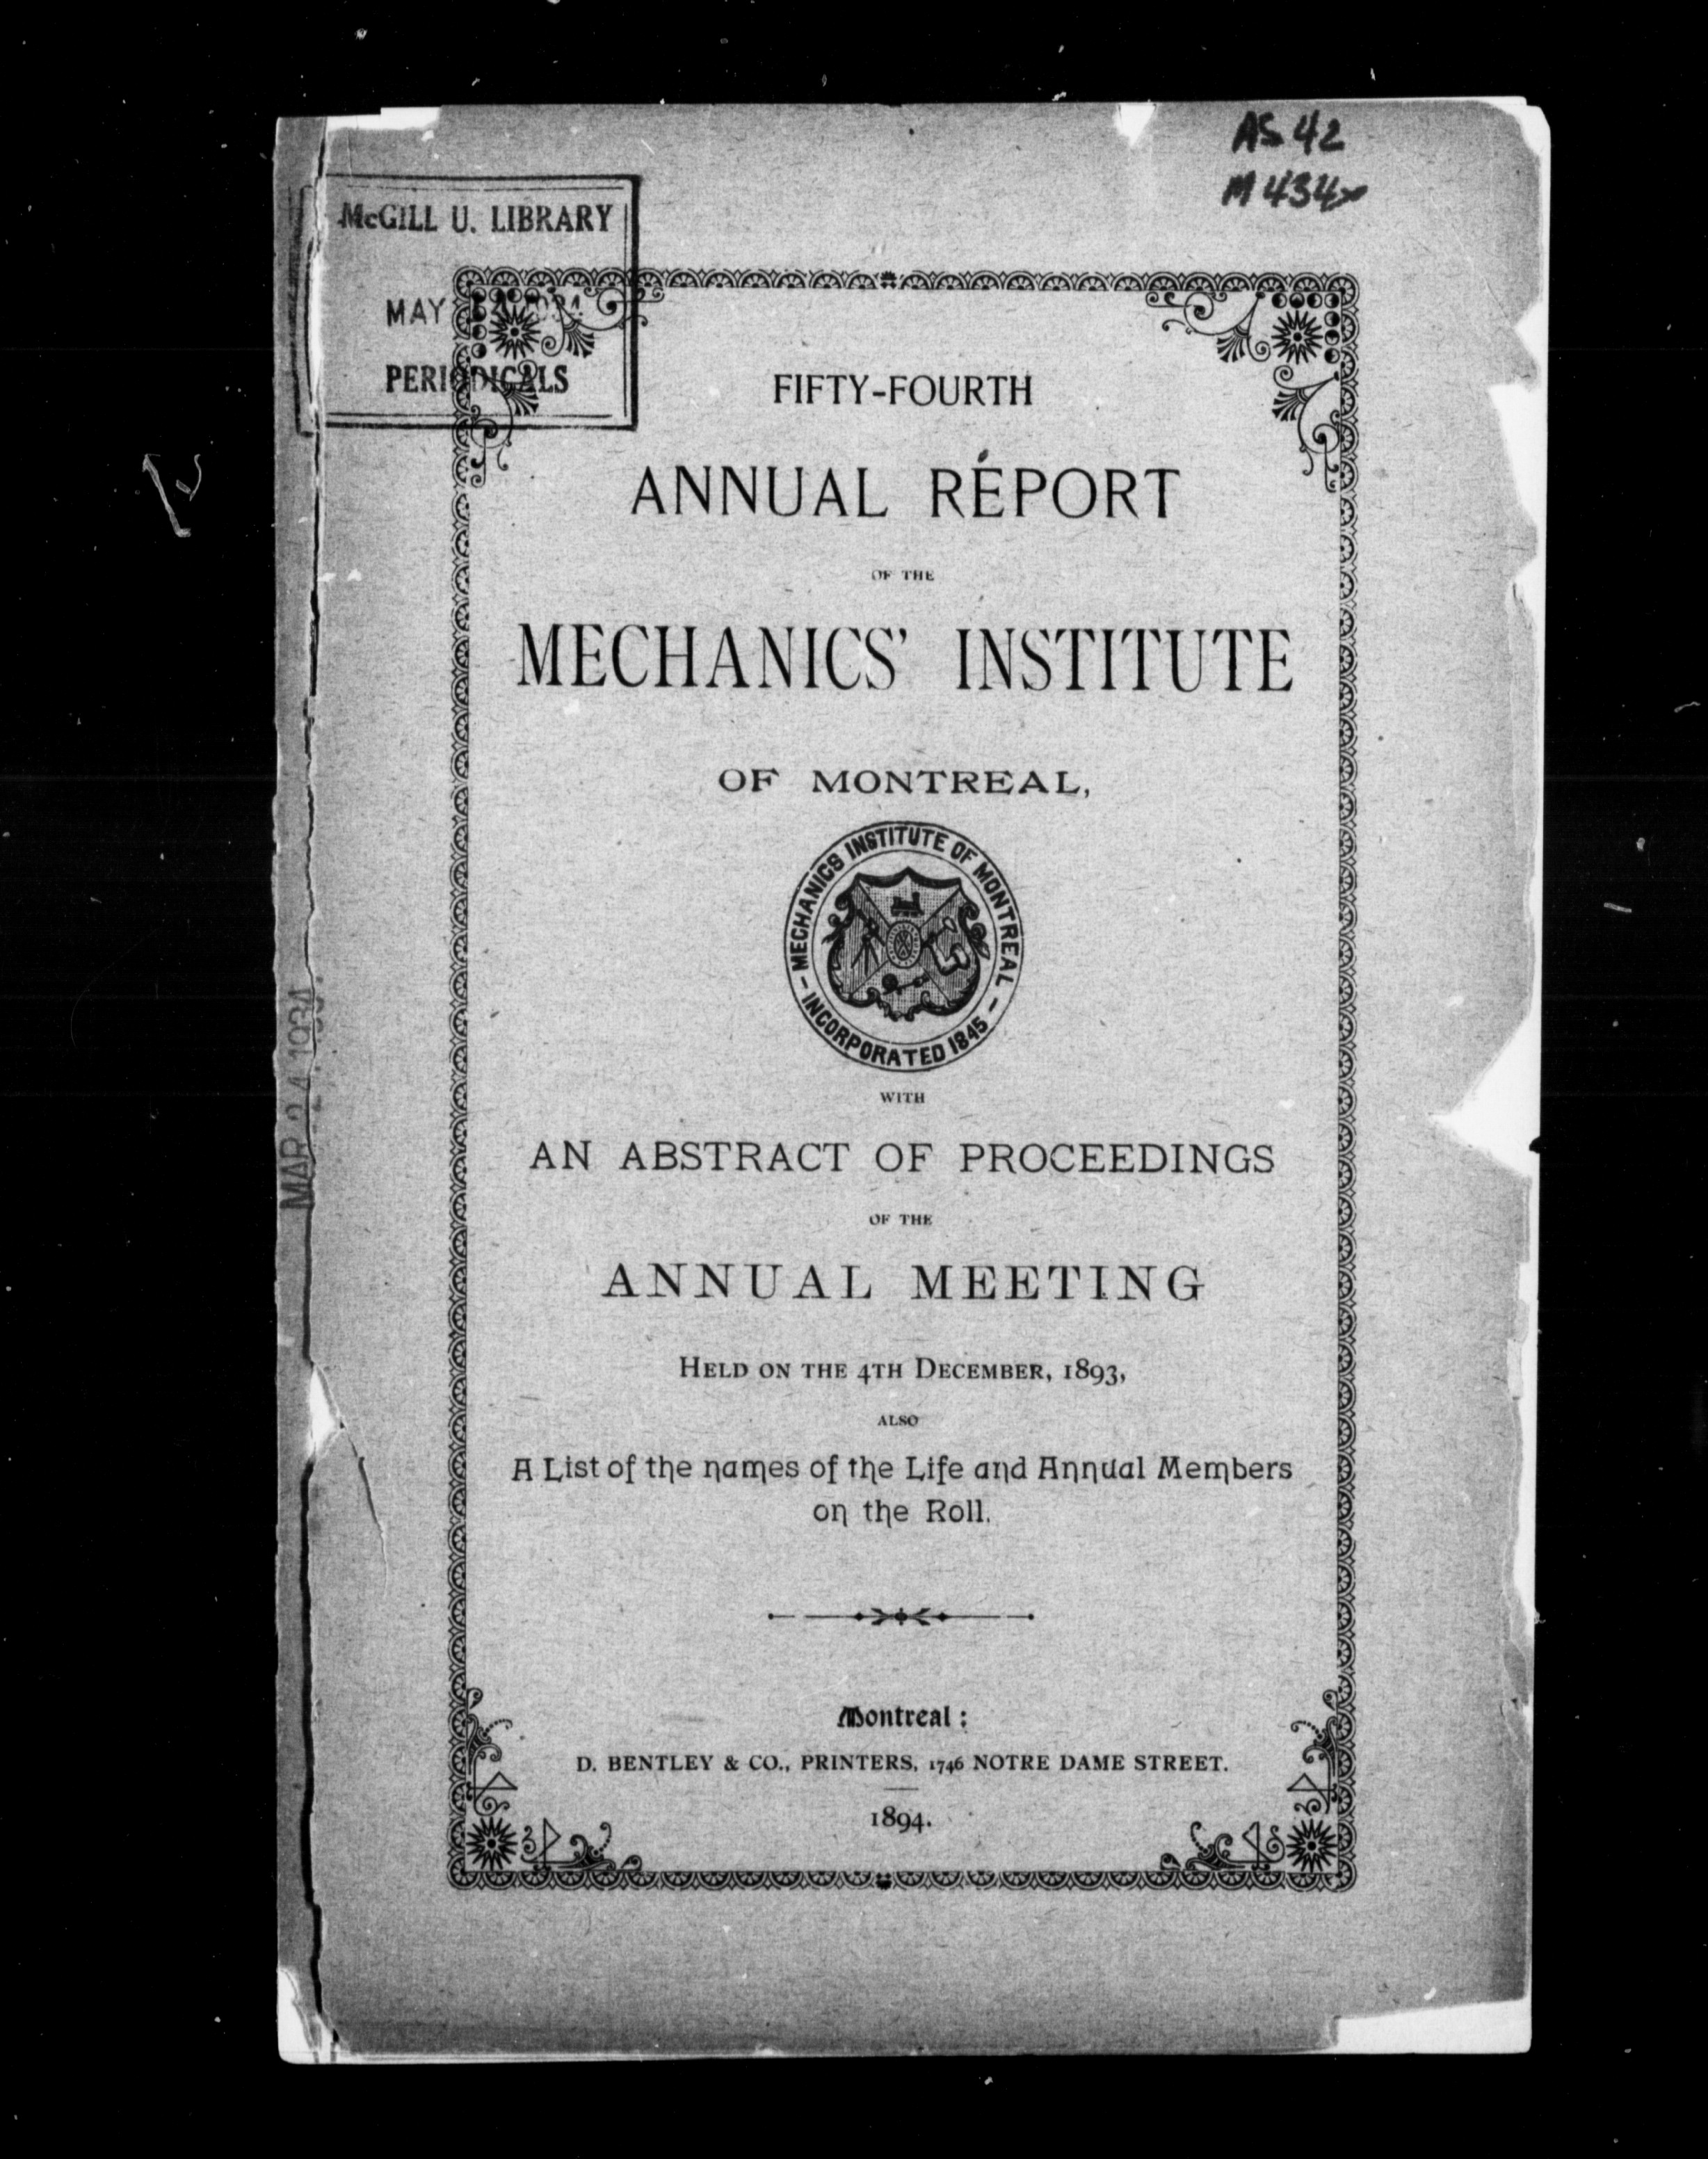 AS 42
M 434
McGILL U. LIBRARY
MAY 1934
PERIODICALS
FIFTY-FOURTH
ANNUAL REPORT
OF THE
MECHANICS' INSTITUTE
OF MONTREAL,
MECHANICS INSTITUTE OF MONTREAL
- INCORPORATED 1845 -
WITH
AN ABSTRACT OF PROCEEDINGS
OF THE
ANNUAL MEETING
HELD ON THE 4TH DECEMBER, 1893,
ALSO
A List of the names of the Life and Annual Members
on the Roll.
Montreal:
D. BENTLEY & CO., PRINTERS, 1746 NOTRE DAME STREET.
1894.
MAR 24 1934